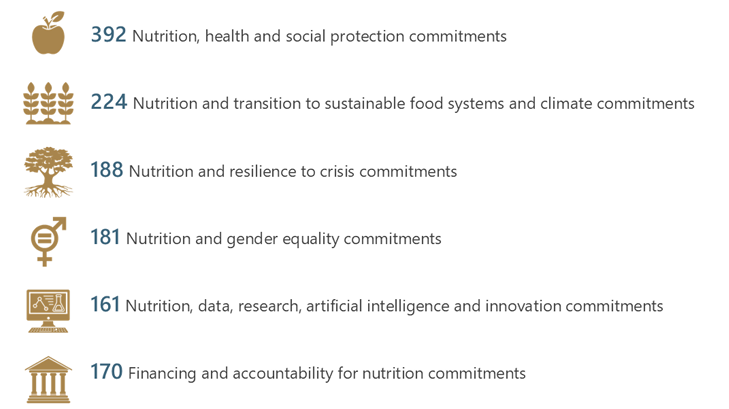 392 Nutrition, health and social protection commitments
224 Nutrition and transition to sustainable food systems and climate commitments
188 Nutrition and resilience to crisis commitments
181 Nutrition and gender equality commitments
161 Nutrition, data, research, artificial intelligence and innovation commitments
170 Financing and accountability for nutrition commitments